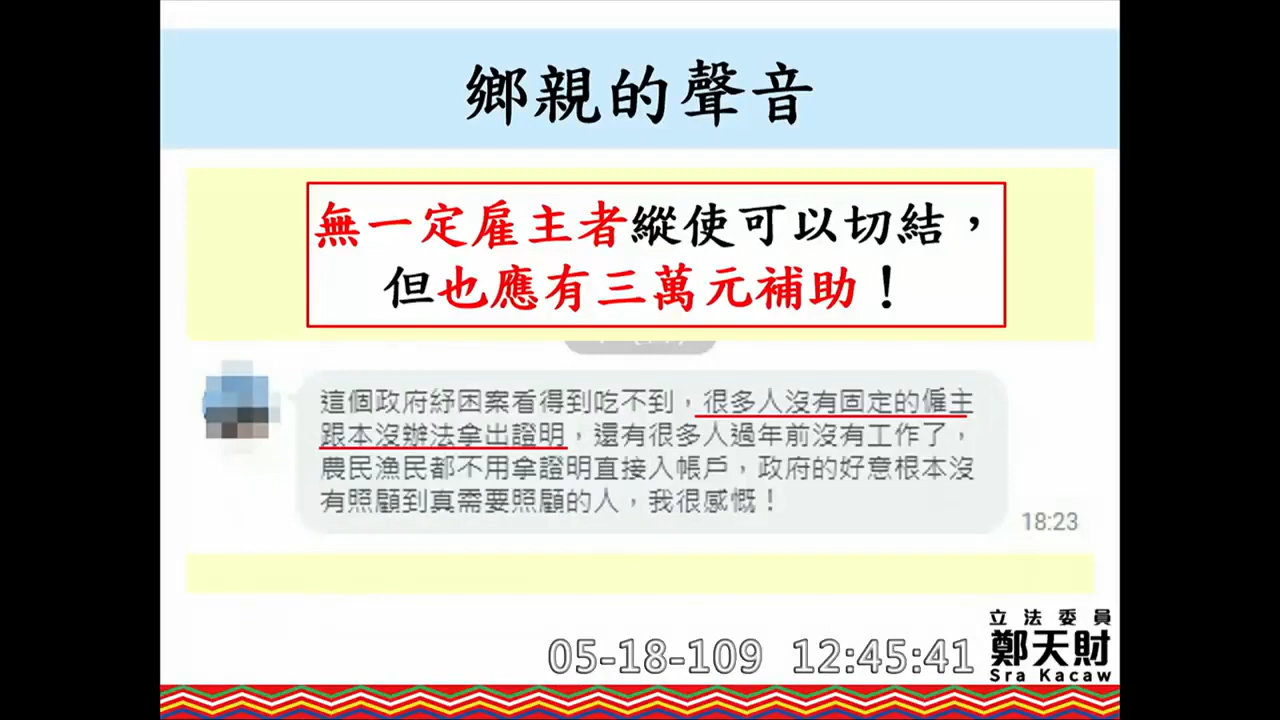 鄉親的聲音
無一定雇主者縱使可以切結，
但也應有三萬元補助！
這個政府紓困案看得到吃不到，很多人沒有固定的僱主
跟本沒辦法拿出證明，還有很多人過年前沒有工作了，
農民漁民都不用拿證明直接入帳戶，政府的好意根本沒
有照顧到真需要照顧的人，我很感慨！
18:23
立法委員
鄭天財
Sra Kacaw
05-18-109 12:45:41